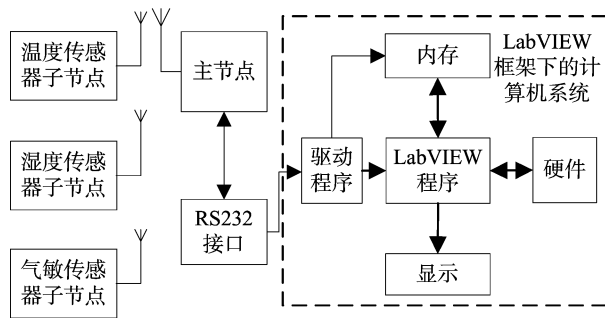 温度传感
器子节点
主节点
内存
LabVIEW
框架下的计
算机系统
湿度传感
器子节点
驱动
程序
LabVIEW
程序
硬件
RS232
接口
气敏传感
器子节点
显示